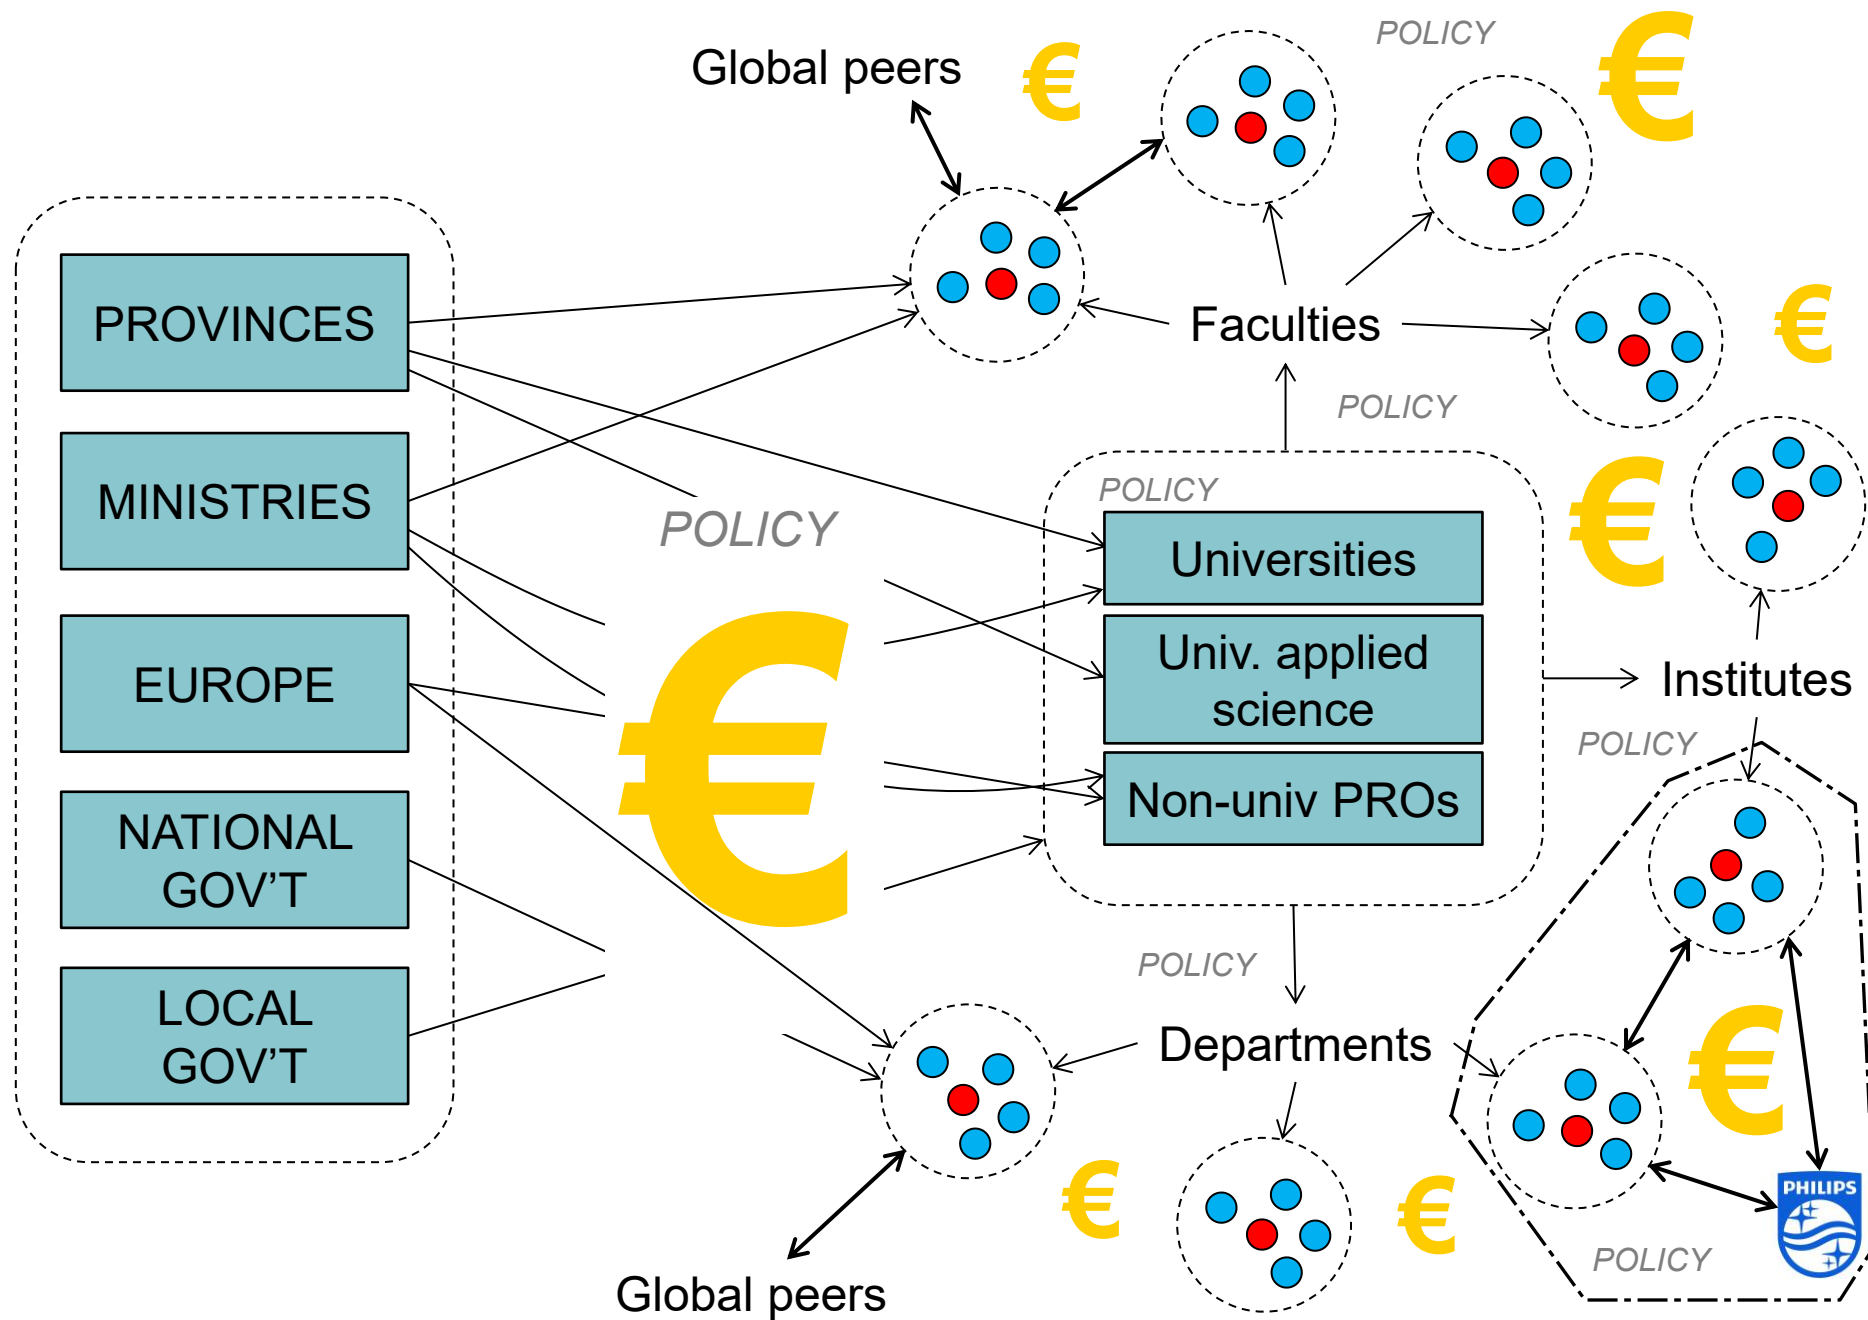 POLICY
Global peers
€
€
PROVINCES
Faculties
€
POLICY
MINISTRIES
POLICY
POLICY
€
Universities
EUROPE
€
Univ. applied
science
Institutes
POLICY
Non-univ PROs
NATIONAL
GOV’T
POLICY
LOCAL
GOV’T
Departments
€
€
€
PHILIPS
POLICY
Global peers